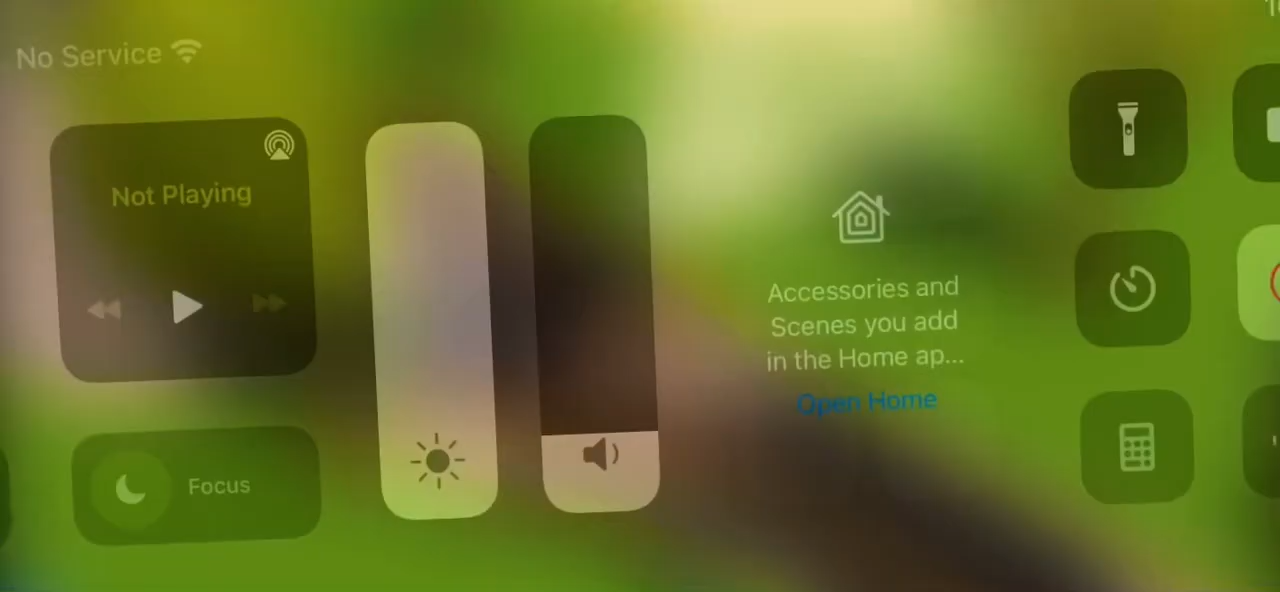 No Service
Not Playing
Accessories and
Scenes you add
in the Home ap...
Open Home
Focus